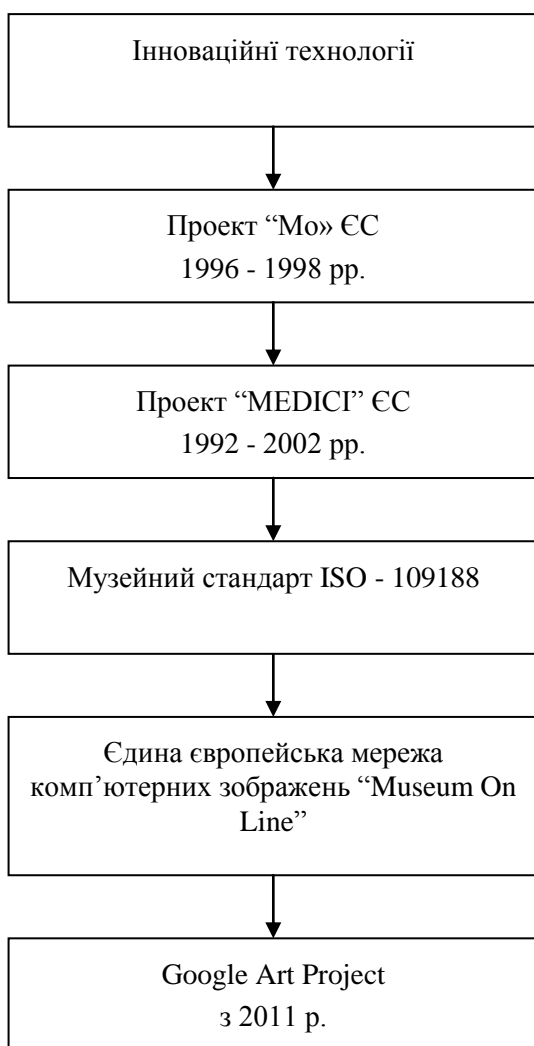 Інноваційнї технології
Проект “Мо» ЄС
1996 - 1998 рр.
Проект “MEDICI” ЄС
1992 - 2002 рр.
Музейний стандарт ISO - 109188
Єдина європейська мережа
комп’ютерних зображень “Museum On
Line”
Google Art Project
з 2011 р.